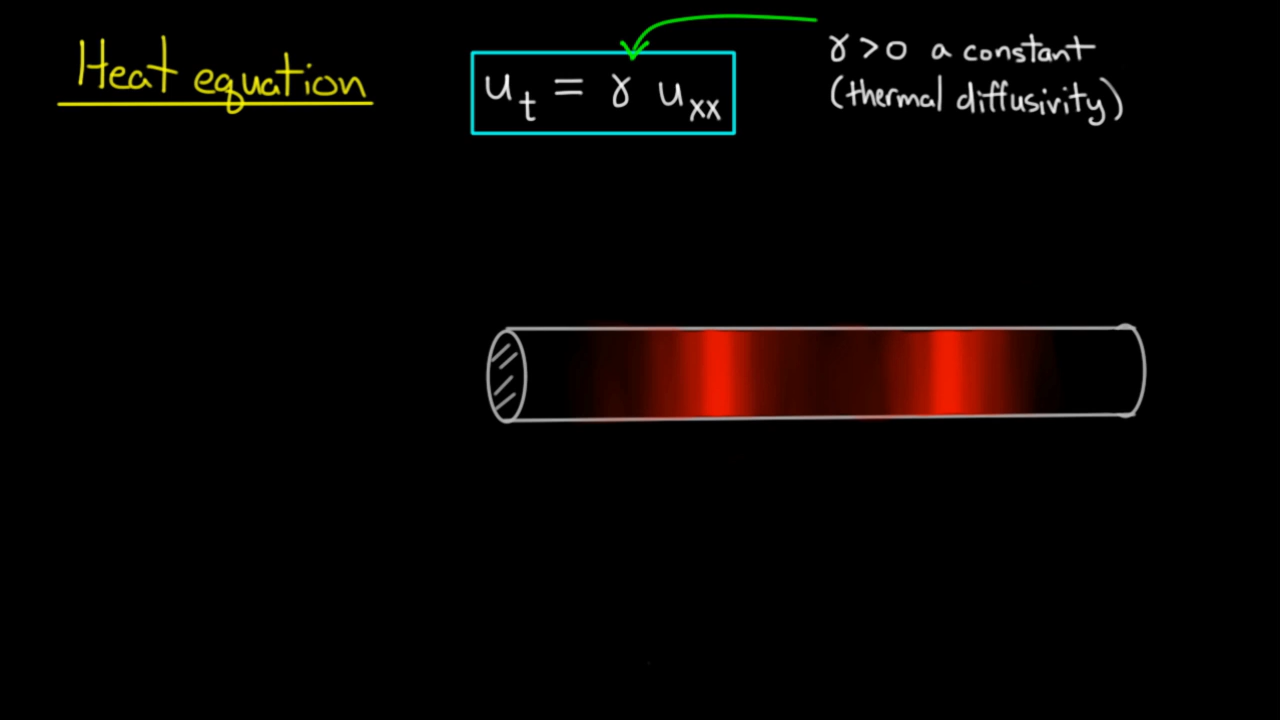 Heat equation
u_t = γ u_xx
γ > 0 a constant
(thermal diffusivity)